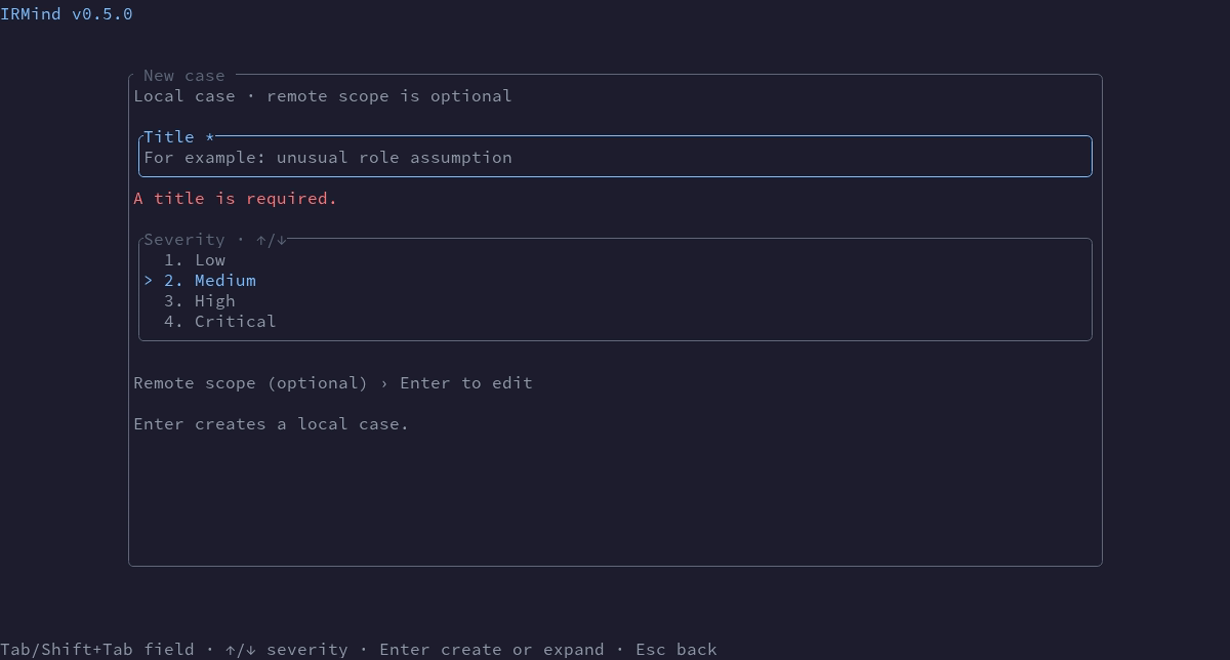 IRMind v0.5.0
New case
Local case · remote scope is optional
Title *
For example: unusual role assumption
A title is required.
Severity · ↑/↓
1. Low
> 2. Medium
3. High
4. Critical
Remote scope (optional) › Enter to edit
Enter creates a local case.
Tab/Shift+Tab field · ↑/↓ severity · Enter create or expand · Esc back